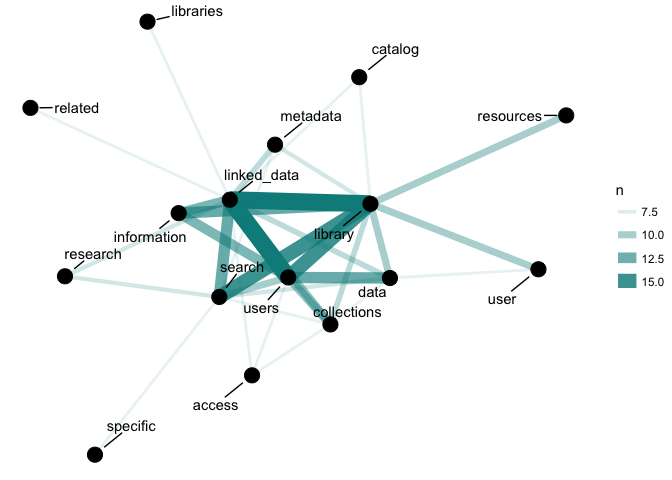 libraries
catalog
related
metadata
resources
linked_data
n
7.5
information
library
10.0
research
search
12.5
data
15.0
users
user
collections
access
specific